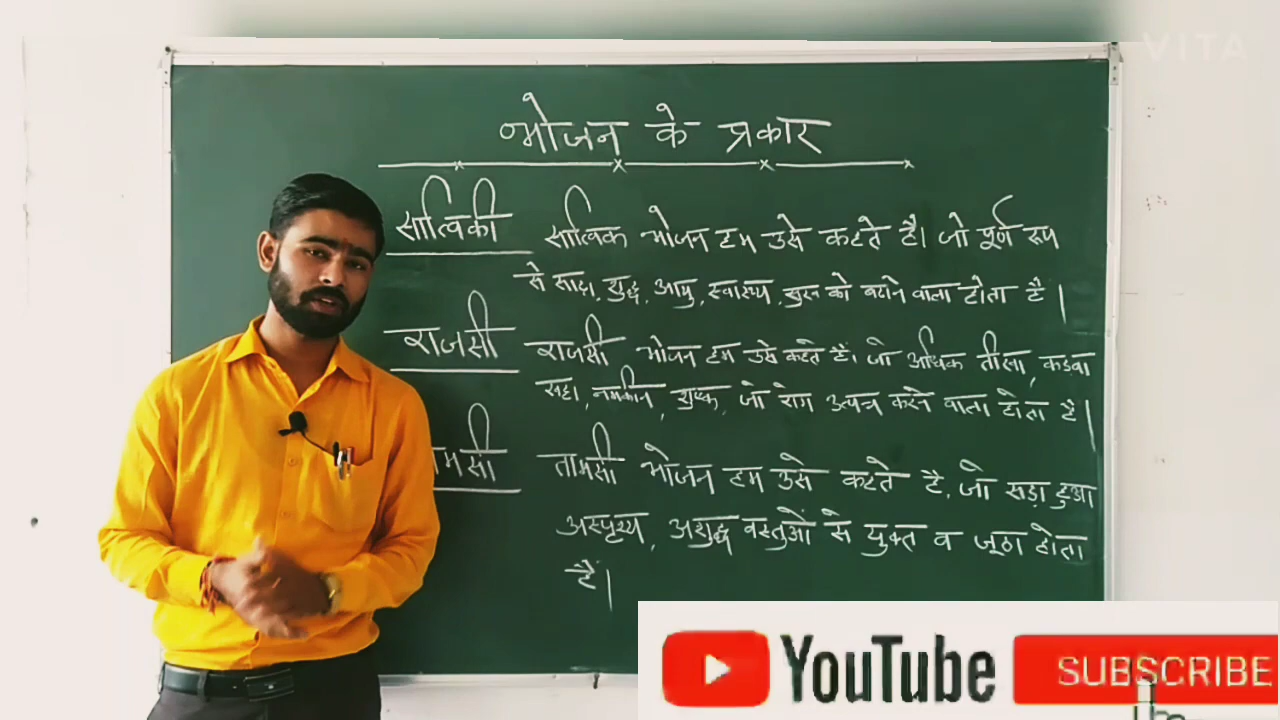 VITA
भोजन के प्रकार
सात्विकी
सात्विक भोजन हम उसे कहते हैं। जो पूर्ण रूप
से सादा, शुद्ध, आयु, स्वास्थ्य, सुख को बढाने वाला होता है।
राजसी
राजसी भोजन हम उसे कहते हैं। जो अधिक तीखा, कड़वा
खट्टा, नमकीन, शुष्क, जो रोग उत्पन्न करने वाला होता है।
मसी
तामसी भोजन हम उसे कहते है, जो सड़ा हुआ
अस्पृश्य, अशुद्ध वस्तुओं से युक्त व जूठा होता
है।
YouTube
SUBSCRIBE